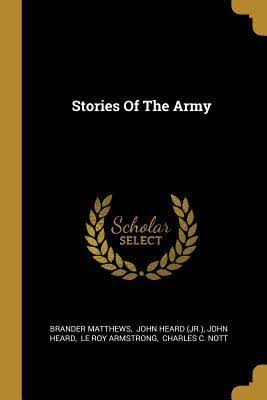 Stories Of The Army
Scholar
SELECT
BRANDER MATTHEWS, JOHN HEARD (JR.), JOHN
HEARD, LE ROY ARMSTRONG, CHARLES C. NOTT